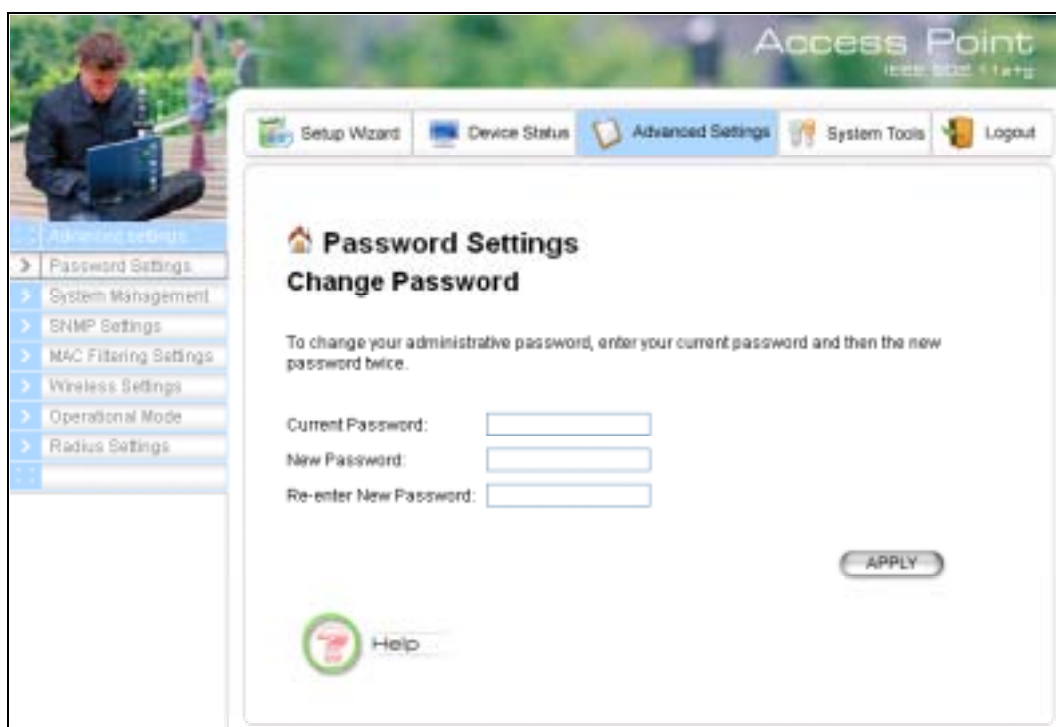 Access Point
IEEE 802.11a+g
Setup Wizard
Device Status
Advanced Settings
System Tools
Logout
Advanced settings
Password Settings
System Management
SNMP Settings
MAC Filtering Settings
Wireless Settings
Operational Mode
Radius Settings
Password Settings
Change Password
To change your administrative password, enter your current password and then the new
password twice.
Current Password:
New Password:
Re-enter New Password:
APPLY
Help